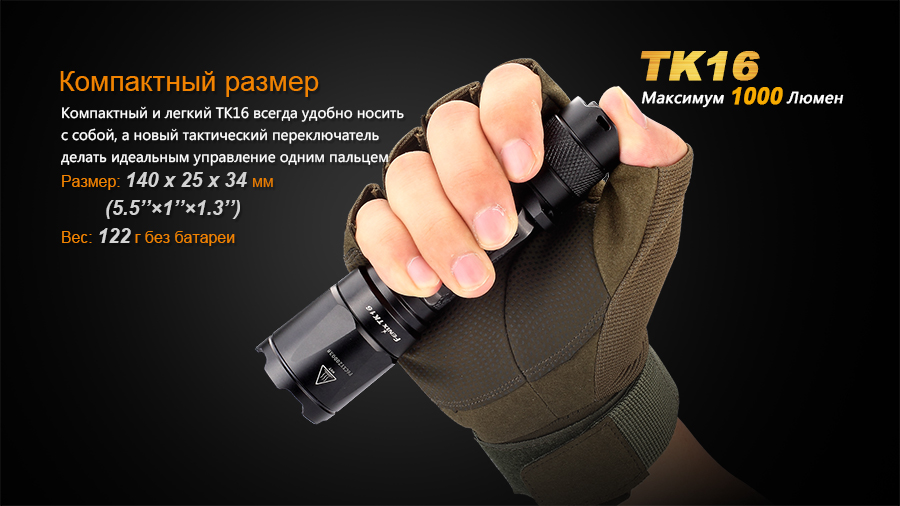 Компактный размер
Компактный и легкий TK16 всегда удобно носить
с собой, а новый тактический переключатель
делать идеальным управление одним пальцем
Размер: 140 x 25 x 34 мм
(5.5’’×1’’×1.3’’)
Вес: 122 г без батареи
TK16
Максимум 1000 Люмен
Fenix TK16